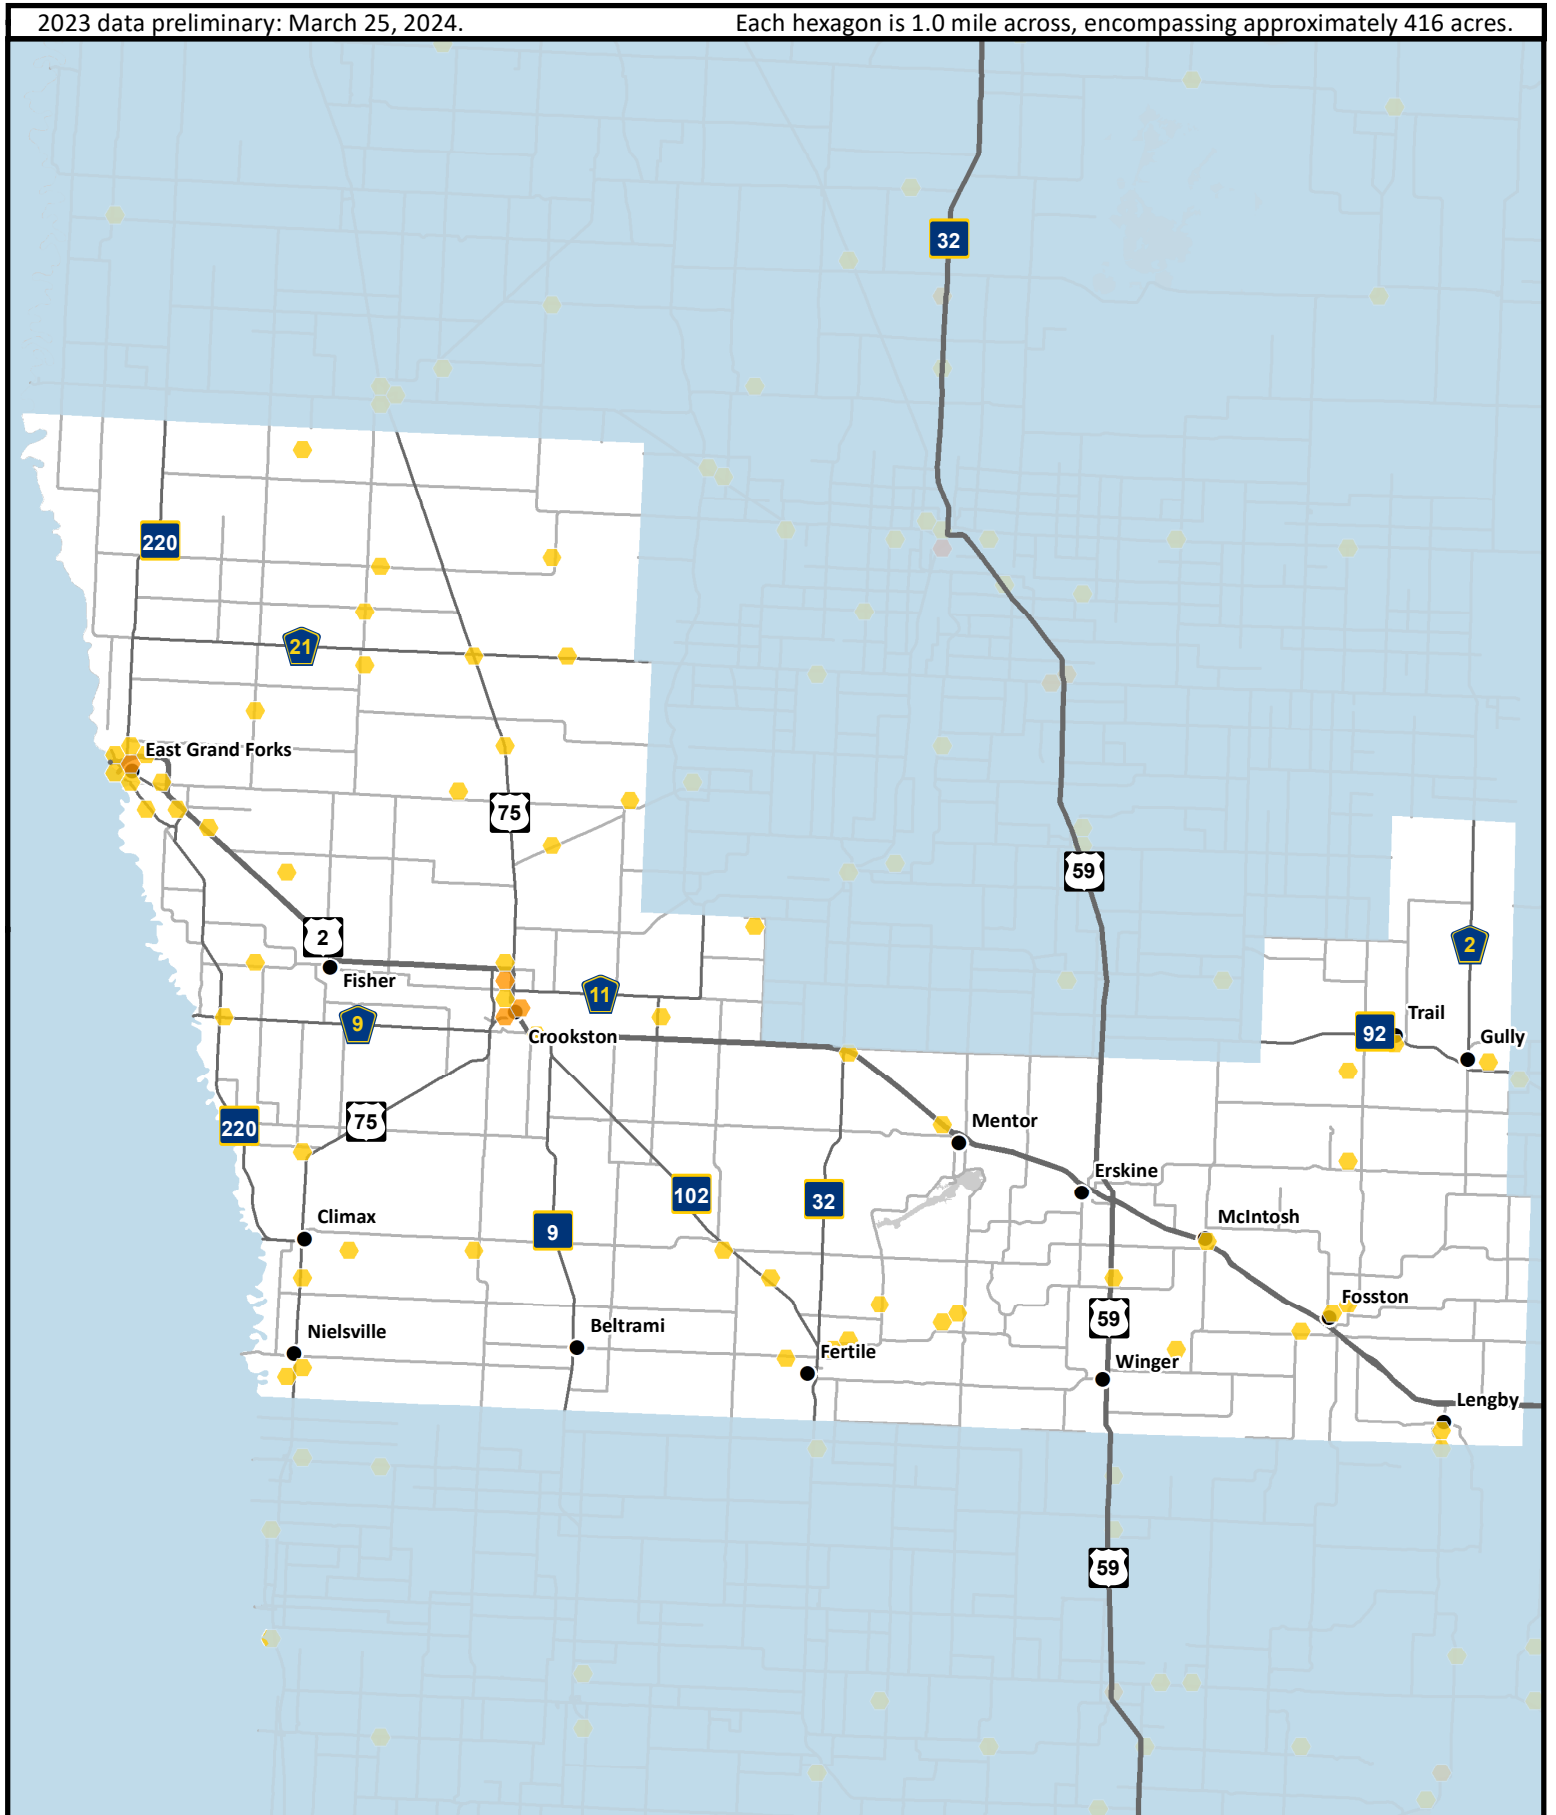 2023 data preliminary: March 25, 2024. Each hexagon is 1.0 mile across, encompassing approximately 416 acres.
32
220
21
East Grand Forks
75
59
2
2
Fisher
11
9
Crookston
92
Trail
Gully
75
220
Mentor
Erskine
102
32
Climax
9
McIntosh
Fosston
59
Nielsville
Beltrami
Fertile
Winger
Lengby
59